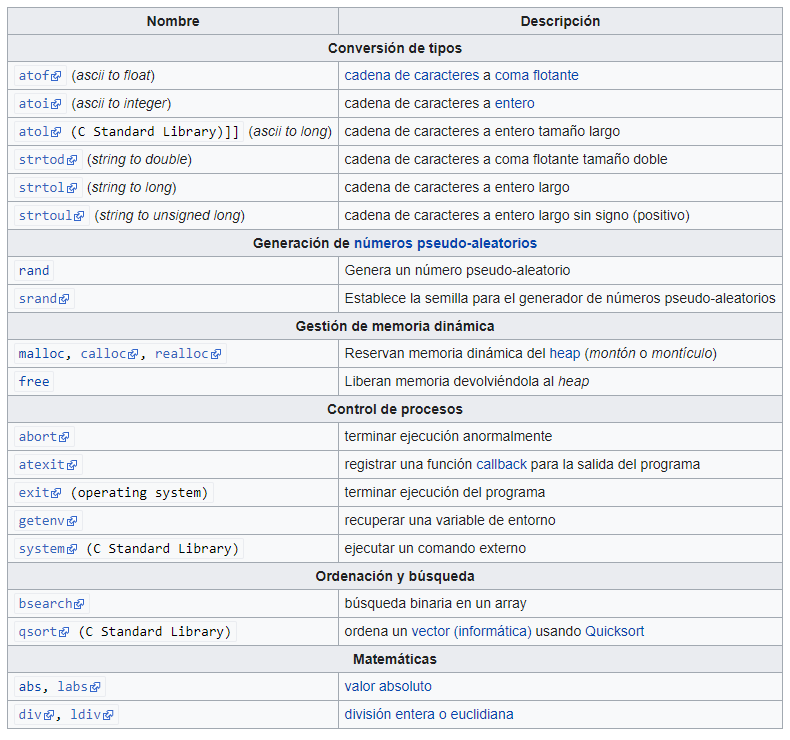 Nombre Descripción
Conversión de tipos
atof (ascii to float) cadena de caracteres a coma flotante
atoi (ascii to integer) cadena de caracteres a entero
atol (C Standard Library)]] (ascii to long) cadena de caracteres a entero tamaño largo
strtod (string to double) cadena de caracteres a coma flotante tamaño doble
strtol (string to long) cadena de caracteres a entero largo
strtoul (string to unsigned long) cadena de caracteres a entero largo sin signo (positivo)
Generación de números pseudo-aleatorios
rand Genera un número pseudo-aleatorio
srand Establece la semilla para el generador de números pseudo-aleatorios
Gestión de memoria dinámica
malloc, calloc, realloc Reservan memoria dinámica del heap (montón o montículo)
free Liberan memoria devolviéndola al heap
Control de procesos
abort terminar ejecución anormalmente
atexit registrar una función callback para la salida del programa
exit (operating system) terminar ejecución del programa
getenv recuperar una variable de entorno
system (C Standard Library) ejecutar un comando externo
Ordenación y búsqueda
bsearch búsqueda binaria en un array
qsort (C Standard Library) ordena un vector (informática) usando Quicksort
Matemáticas
abs, labs valor absoluto
div, ldiv división entera o euclidiana